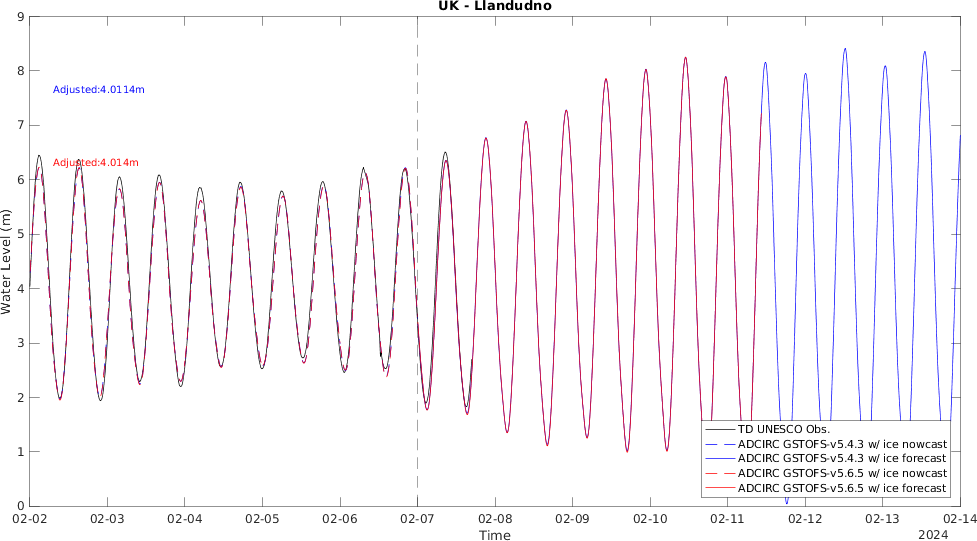 UK - Llandudno
9
8
7
6
5
4
3
2
1
0
Water Level (m)
Adjusted:4.0114m
Adjusted:4.014m
TD UNESCO Obs.
ADCIRC GSTOFS-v5.4.3 w/ ice nowcast
ADCIRC GSTOFS-v5.4.3 w/ ice forecast
ADCIRC GSTOFS-v5.6.5 w/ ice nowcast
ADCIRC GSTOFS-v5.6.5 w/ ice forecast
02-02 02-03 02-04 02-05 02-06 02-07 02-08 02-09 02-10 02-11 02-12 02-13 02-14
Time
2024